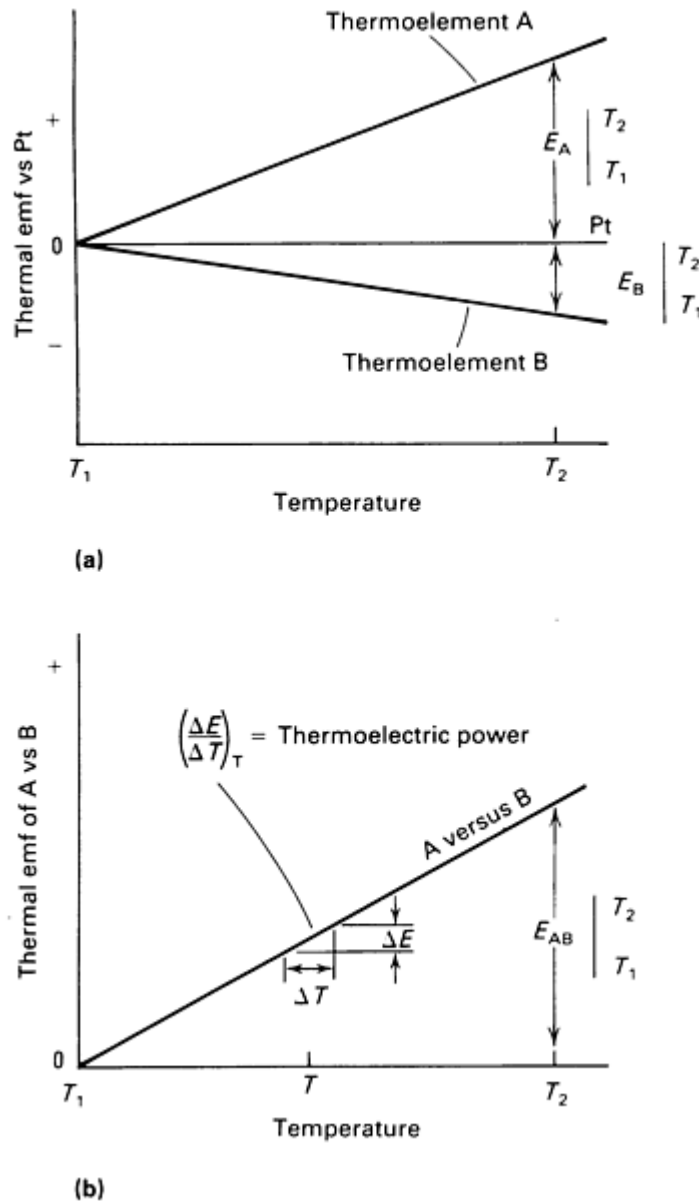 Thermoelement A
+
Thermal emf vs Pt
E_A | T_2
T_1
Pt
0
E_B | T_2
T_1
Thermoelement B
−
T_1 T_2
Temperature
(a)
+
(ΔE/ΔT)_T = Thermoelectric power
Thermal emf of A vs B
A versus B
E_AB | T_2
T_1
ΔE
ΔT
0
T_1 T T_2
Temperature
(b)